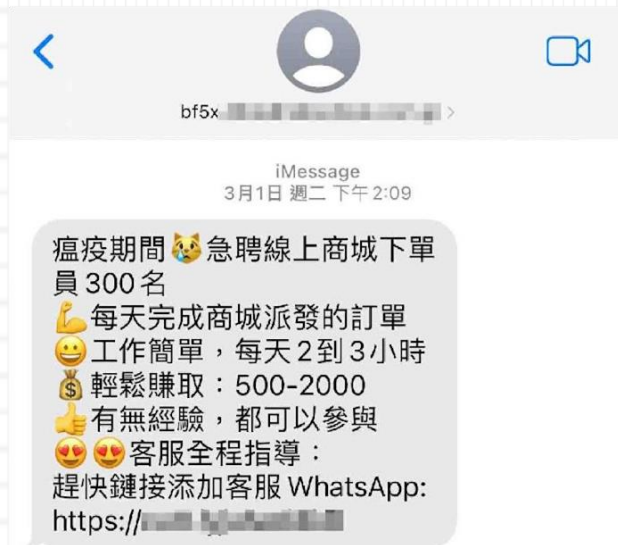 bf5x
iMessage
3月1日 週二 下午 2:09
瘟疫期間😿急聘線上商城下單
員300名
💪每天完成商城派發的訂單
😀工作簡單，每天2到3小時
💰輕鬆賺取：500-2000
👍有無經驗，都可以參與
😍😍客服全程指導：
趕快鏈接添加客服 WhatsApp:
https://